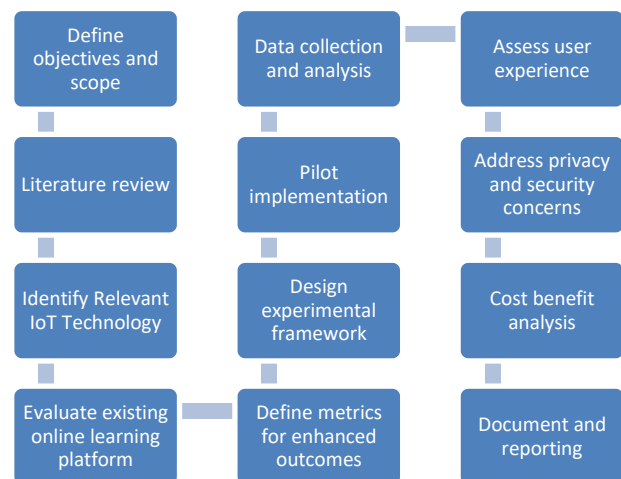 Define
objectives and
scope
Literature review
Identify Relevant
IoT Technology
Evaluate existing
online learning
platform
Define metrics
for enhanced
outcomes
Design
experimental
framework
Pilot
implementation
Data collection
and analysis
Assess user
experience
Address privacy
and security
concerns
Cost benefit
analysis
Document and
reporting